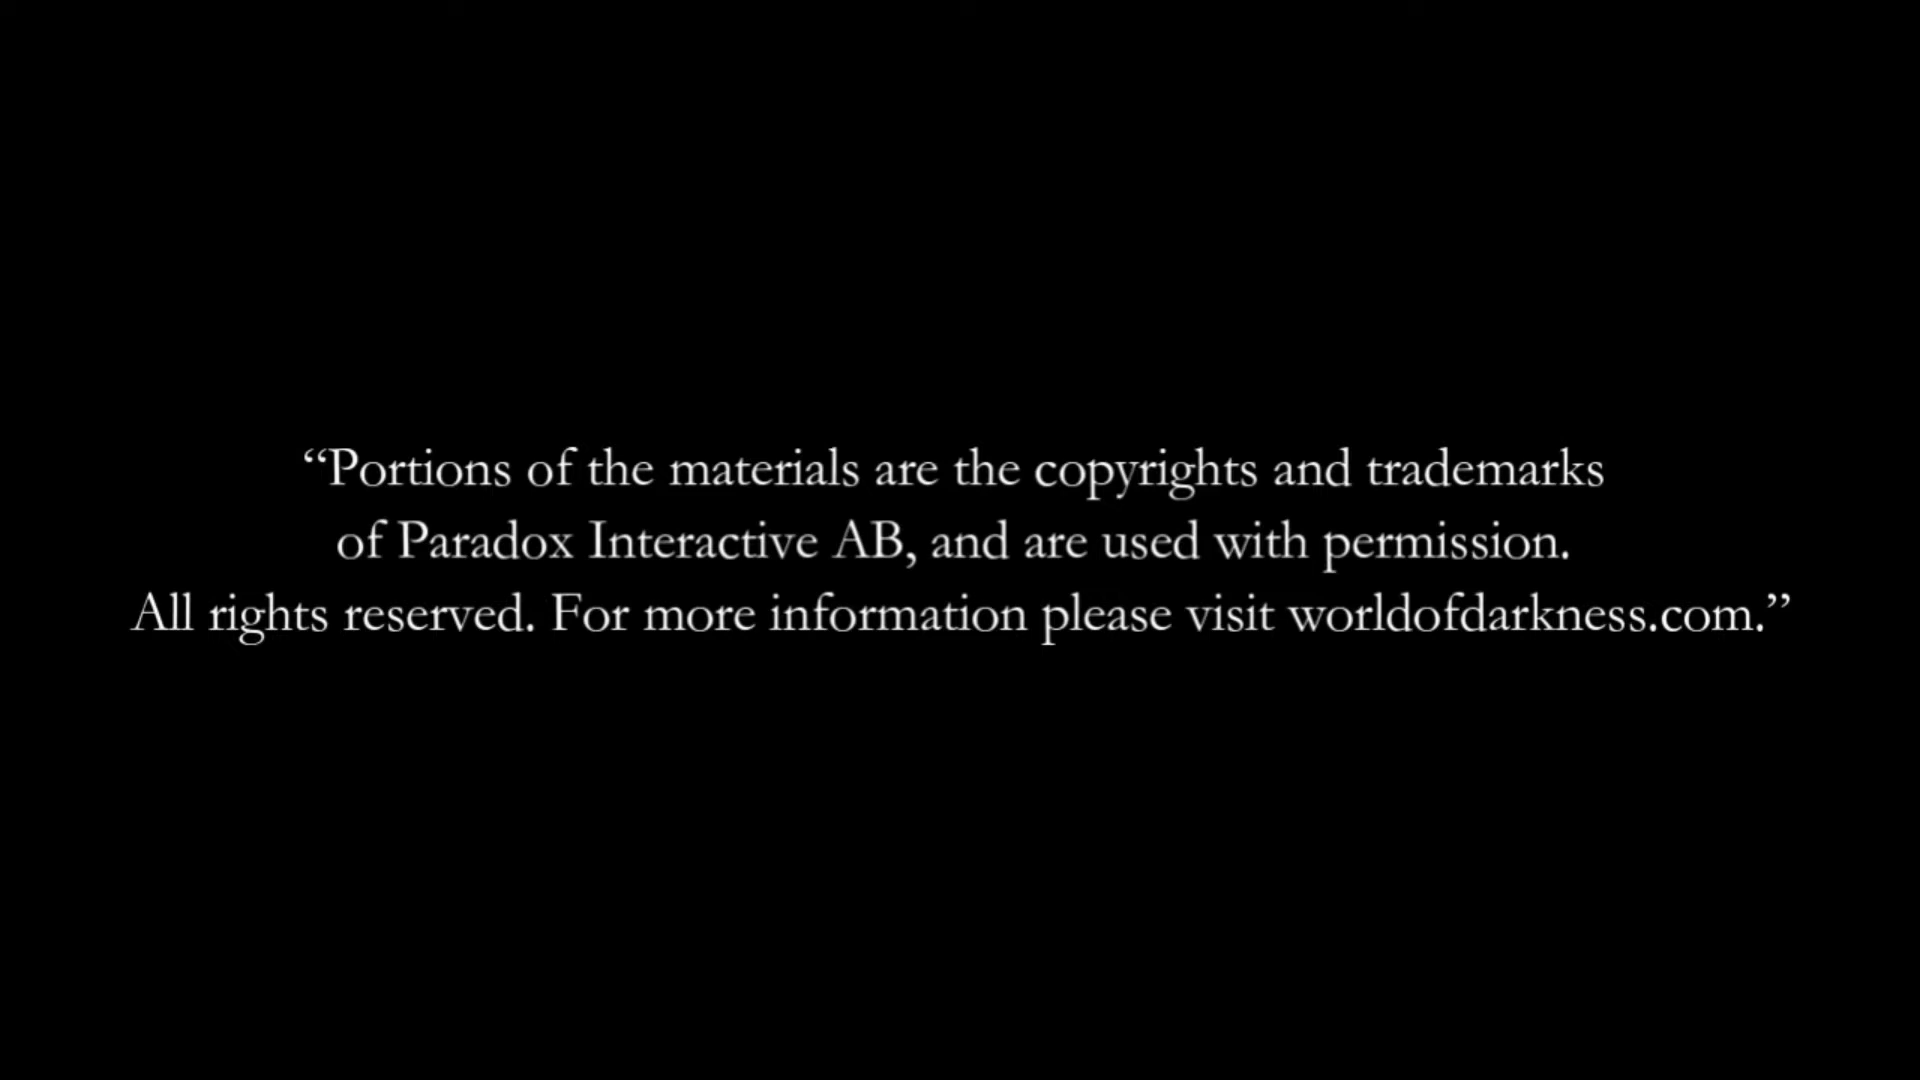 “Portions of the materials are the copyrights and trademarks
of Paradox Interactive AB, and are used with permission.
All rights reserved. For more information please visit worldofdarkness.com.”